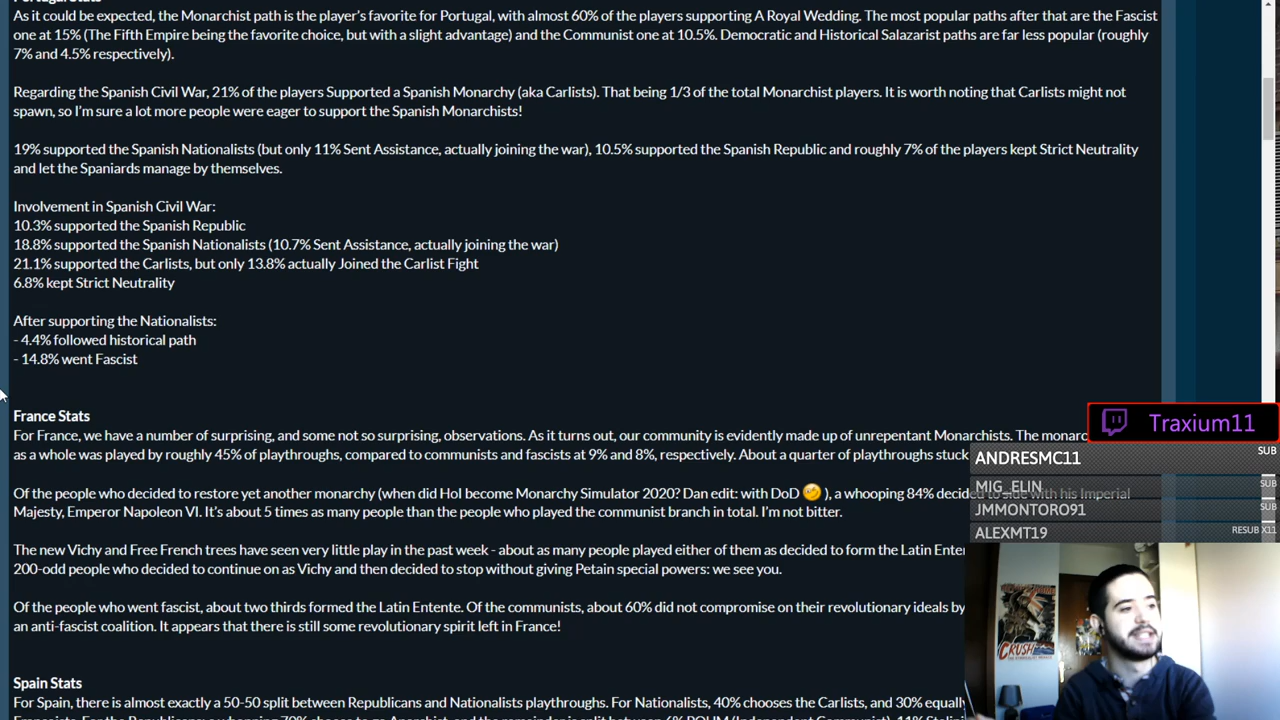 As it could be expected, the Monarchist path is the player's favorite for Portugal, with almost 60% of the players supporting A Royal Wedding. The most popular paths after that are the Fascist
one at 15% (The Fifth Empire being the favorite choice, but with a slight advantage) and the Communist one at 10.5%. Democratic and Historical Salazarist paths are far less popular (roughly
7% and 4.5% respectively).
Regarding the Spanish Civil War, 21% of the players Supported a Spanish Monarchy (aka Carlists). That being 1/3 of the total Monarchist players. It is worth noting that Carlists might not
spawn, so I'm sure a lot more people were eager to support the Spanish Monarchists!
19% supported the Spanish Nationalists (but only 11% Sent Assistance, actually joining the war), 10.5% supported the Spanish Republic and roughly 7% of the players kept Strict Neutrality
and let the Spaniards manage by themselves.
Involvement in Spanish Civil War:
10.3% supported the Spanish Republic
18.8% supported the Spanish Nationalists (10.7% Sent Assistance, actually joining the war)
21.1% supported the Carlists, but only 13.8% actually Joined the Carlist Fight
6.8% kept Strict Neutrality
After supporting the Nationalists:
- 4.4% followed historical path
- 14.8% went Fascist
France Stats
For France, we have a number of surprising, and some not so surprising, observations. As it turns out, our community is evidently made up of unrepentant Monarchists. The
as a whole was played by roughly 45% of playthroughs, compared to communists and fascists at 9% and 8%, respectively. About a quarter of playthroughs stuck
Of the people who decided to restore yet another monarchy (when did HoI become Monarchy Simulator 2020? Dan edit: with DoD ), a whooping 84% decided to side with his Imperial
Majesty, Emperor Napoleon VI. It's about 5 times as many people than the people who played the communist branch in total. I'm not bitter.
The new Vichy and Free French trees have seen very little play in the past week - about as many people played either of them as decided to form the Latin
200-odd people who decided to continue on as Vichy and then decided to stop without giving Petain special powers: we see you.
Of the people who went fascist, about two thirds formed the Latin Entente. Of the communists, about 60% did not compromise on their revolutionary ideals by
an anti-fascist coalition. It appears that there is still some revolutionary spirit left in France!
Spain Stats
For Spain, there is almost exactly a 50-50 split between Republicans and Nationalists playthroughs. For Nationalists, 40% chooses the Carlists, and 30% equally
Traxium11
ANDRESMC11 SUB
MIG_ELIN SUB
JMMONTORO91 SUB
ALEXMT19 RESUB X11
CRUSH